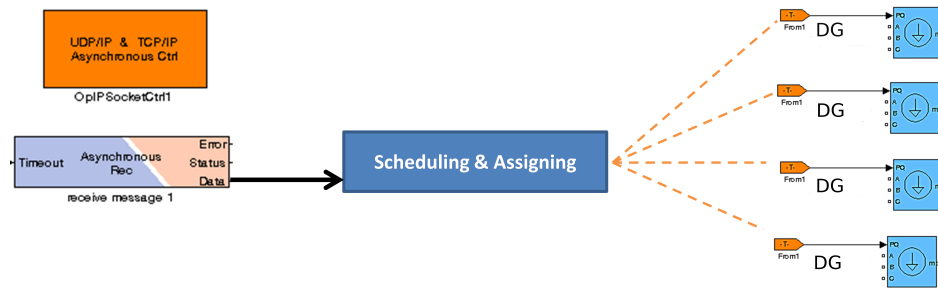 UDP/IP & TCP/IP
Asynchronous Ctrl
OpIPSocketCtrl1
Timeout
Asynchronous
Rec
Error
Status
Data
receive message 1
Scheduling & Assigning
-T-
From1
DG
PQ
A
B
C
m
-T-
From1
DG
PQ
A
B
C
m
-T-
From1
DG
PQ
A
B
C
m
-T-
From1
DG
PQ
A
B
C